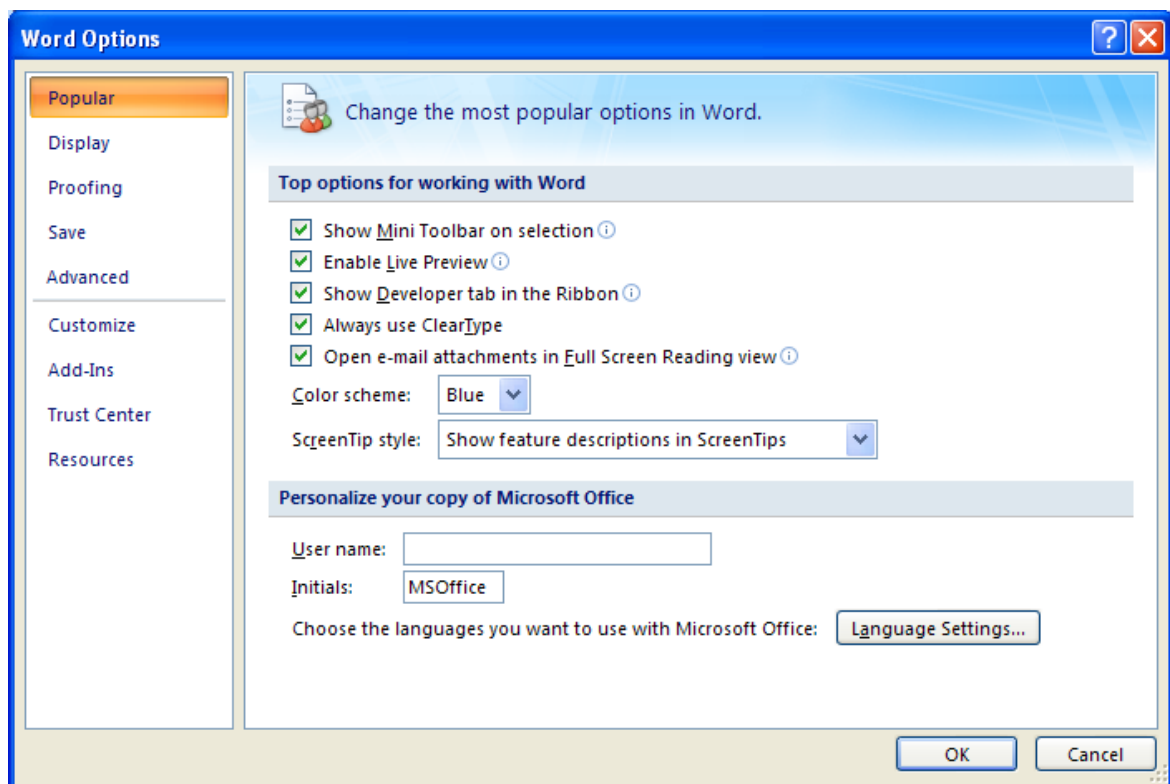 Word Options
Popular
Display
Proofing
Save
Advanced
Customize
Add-Ins
Trust Center
Resources
Change the most popular options in Word.
Top options for working with Word
Show Mini Toolbar on selection
Enable Live Preview
Show Developer tab in the Ribbon
Always use ClearType
Open e-mail attachments in Full Screen Reading view
Color scheme: Blue
ScreenTip style: Show feature descriptions in ScreenTips
Personalize your copy of Microsoft Office
User name:
Initials: MSOffice
Choose the languages you want to use with Microsoft Office: Language Settings...
OK Cancel